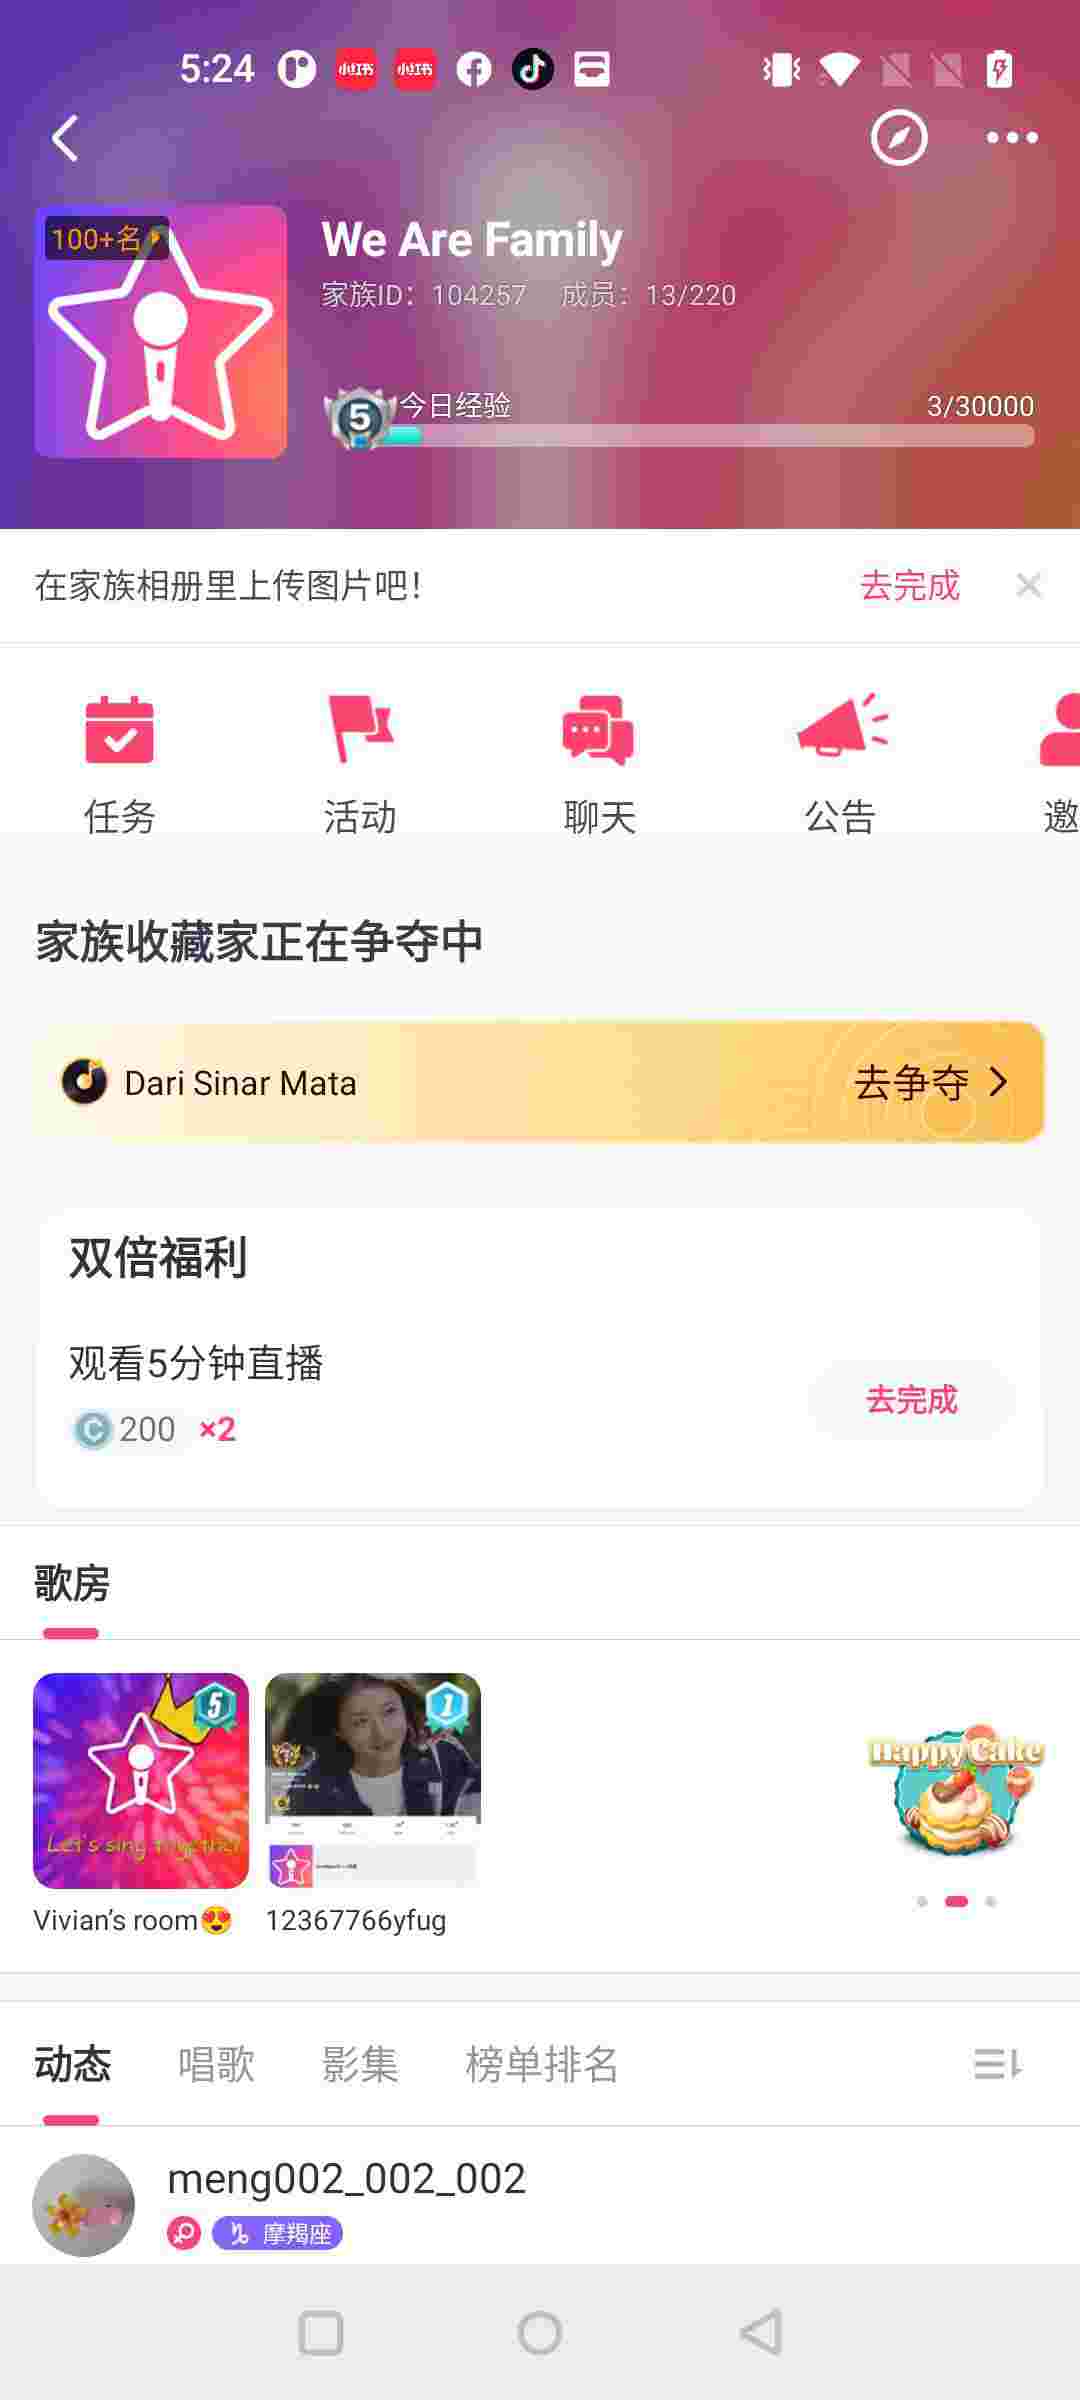 5:24
小红书
小红书
100+名
We Are Family
家族ID：104257 成员：13/220
5 今日经验 3/30000
在家族相册里上传图片吧！ 去完成
任务 活动 聊天 公告 邀
家族收藏家正在争夺中
Dari Sinar Mata 去争夺
双倍福利
观看5分钟直播
C 200 ×2 去完成
歌房
5
1
Let's sing together
Happy Cake
Vivian’s room😍 12367766yfug
动态 唱歌 影集 榜单排名
meng002_002_002
摩羯座